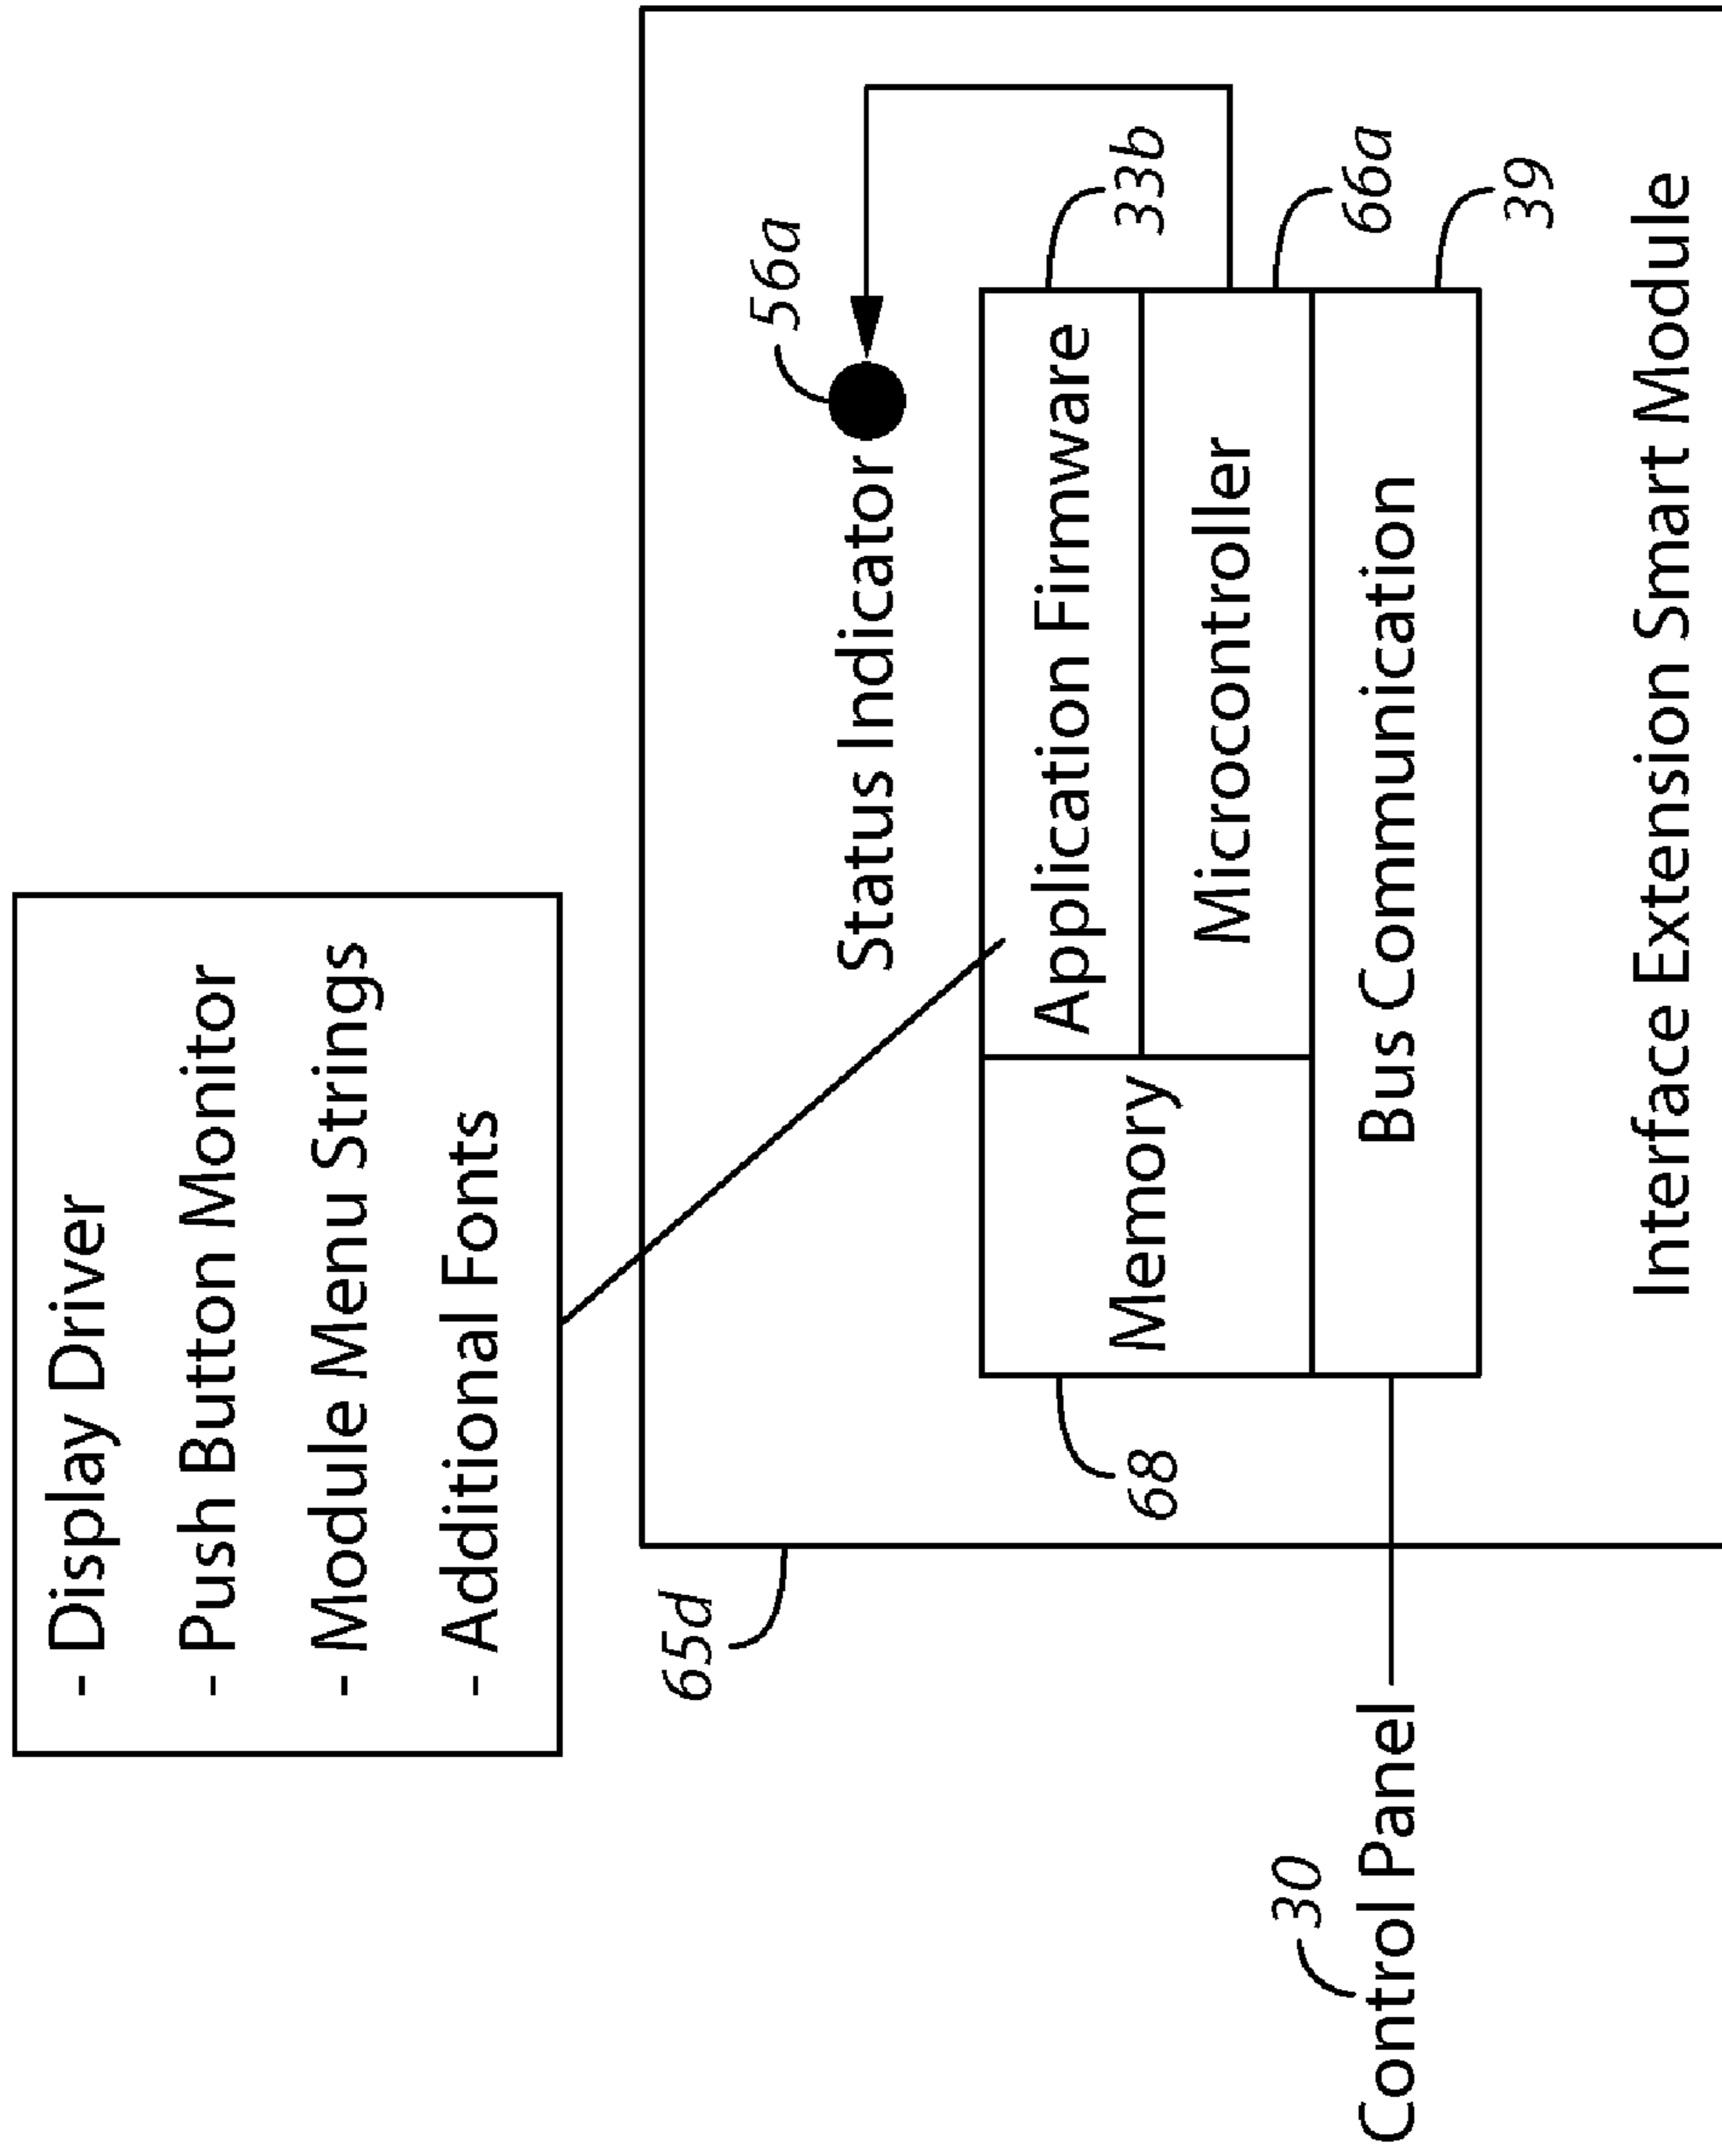 - Display Driver
- Push Button Monitor
- Module Menu Strings
- Additional Fonts
65d
56a
Status Indicator
33b
Application Firmware
Memory
68
Microcontroller
66a
30
Control Panel
Bus Communication
39
Interface Extension Smart Module